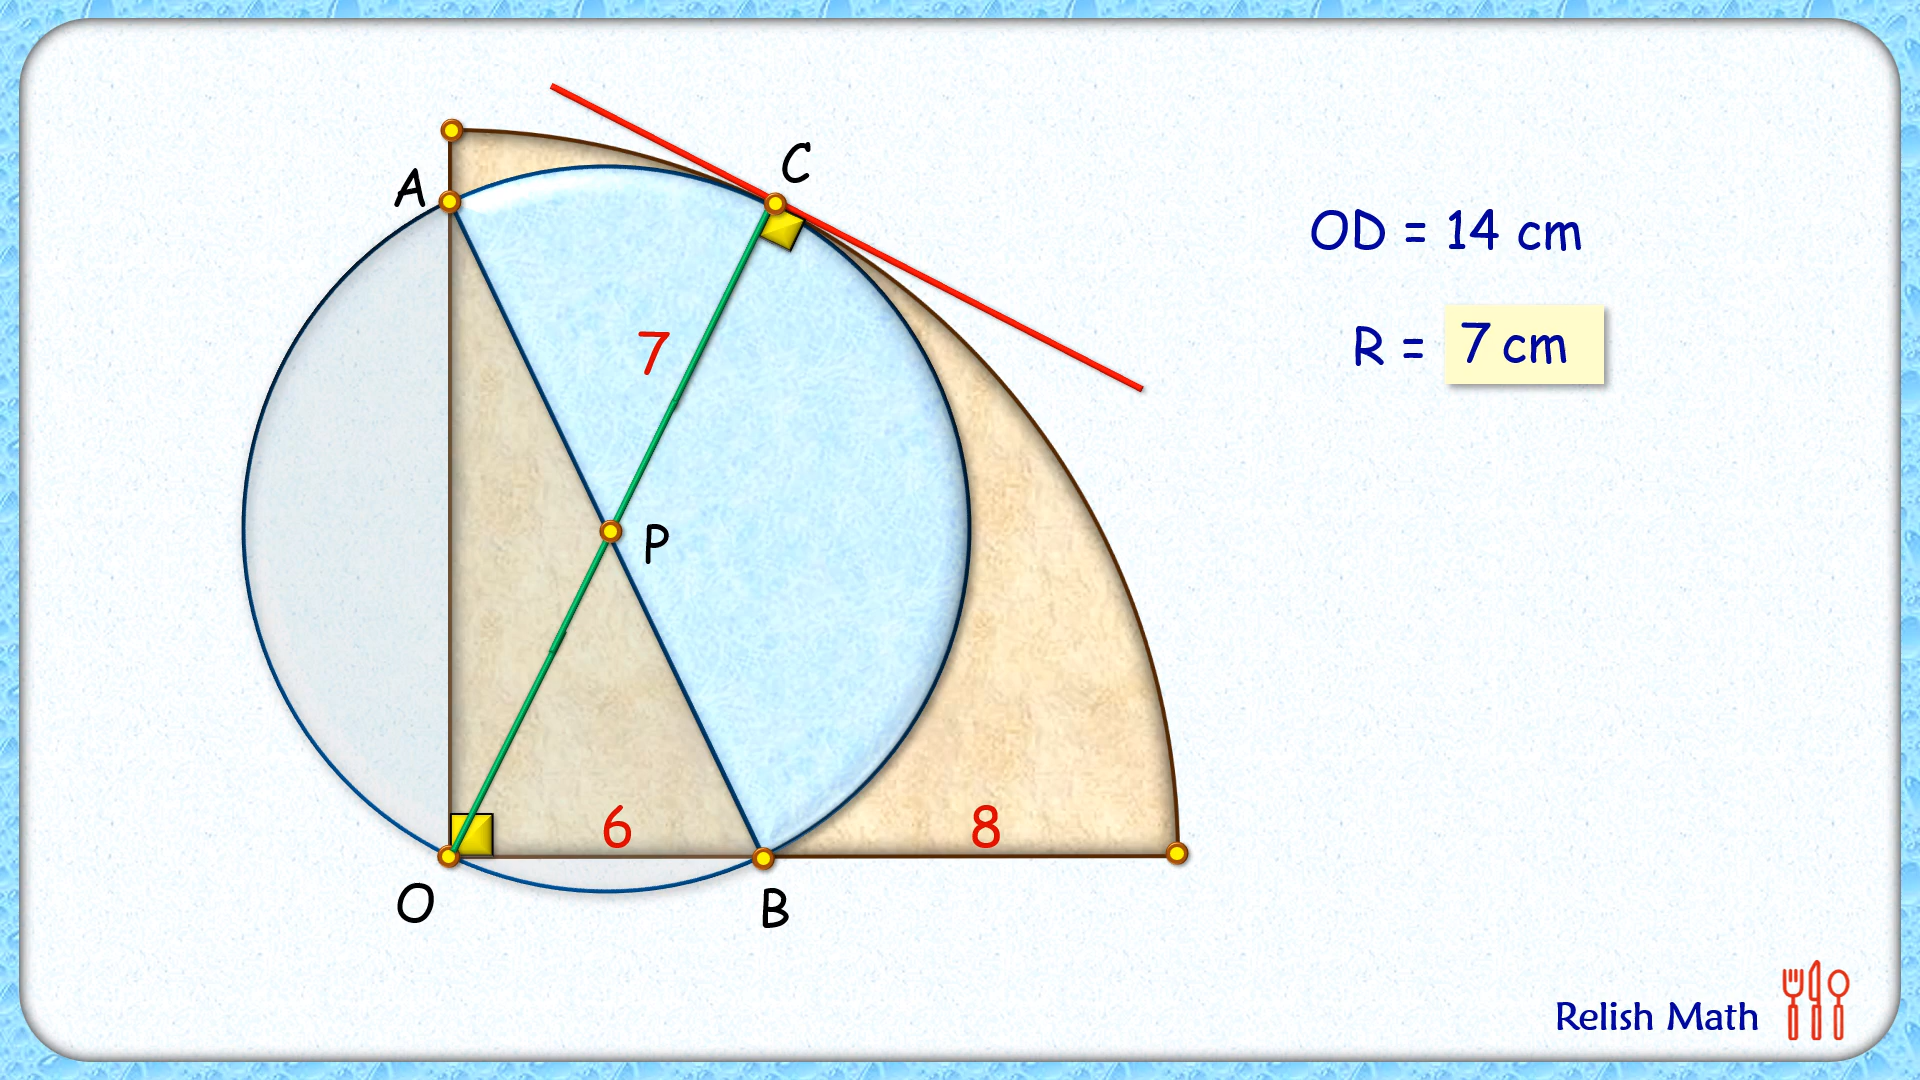 C
A
OD = 14 cm
7
R = 7 cm
P
6
8
O
B
Relish Math